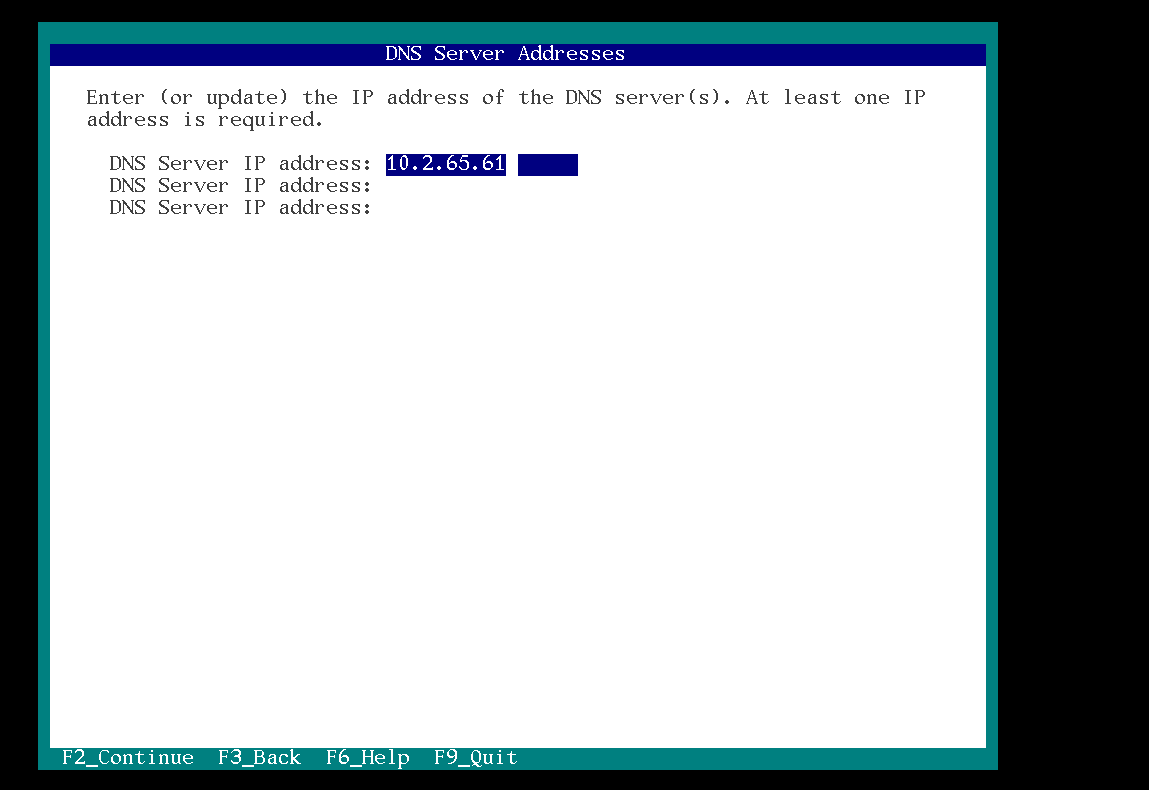 DNS Server Addresses
Enter (or update) the IP address of the DNS server(s). At least one IP
address is required.
DNS Server IP address: 10.2.65.61
DNS Server IP address:
DNS Server IP address:
F2_Continue F3_Back F6_Help F9_Quit